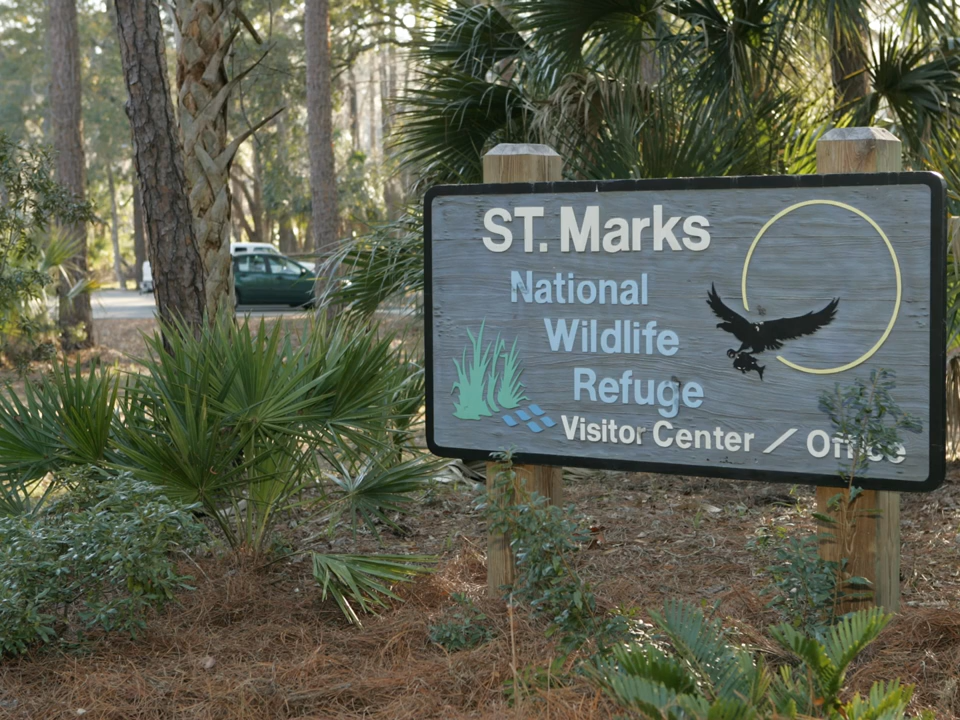 ST. Marks
National
Wildlife
Refuge
Visitor Center / Office